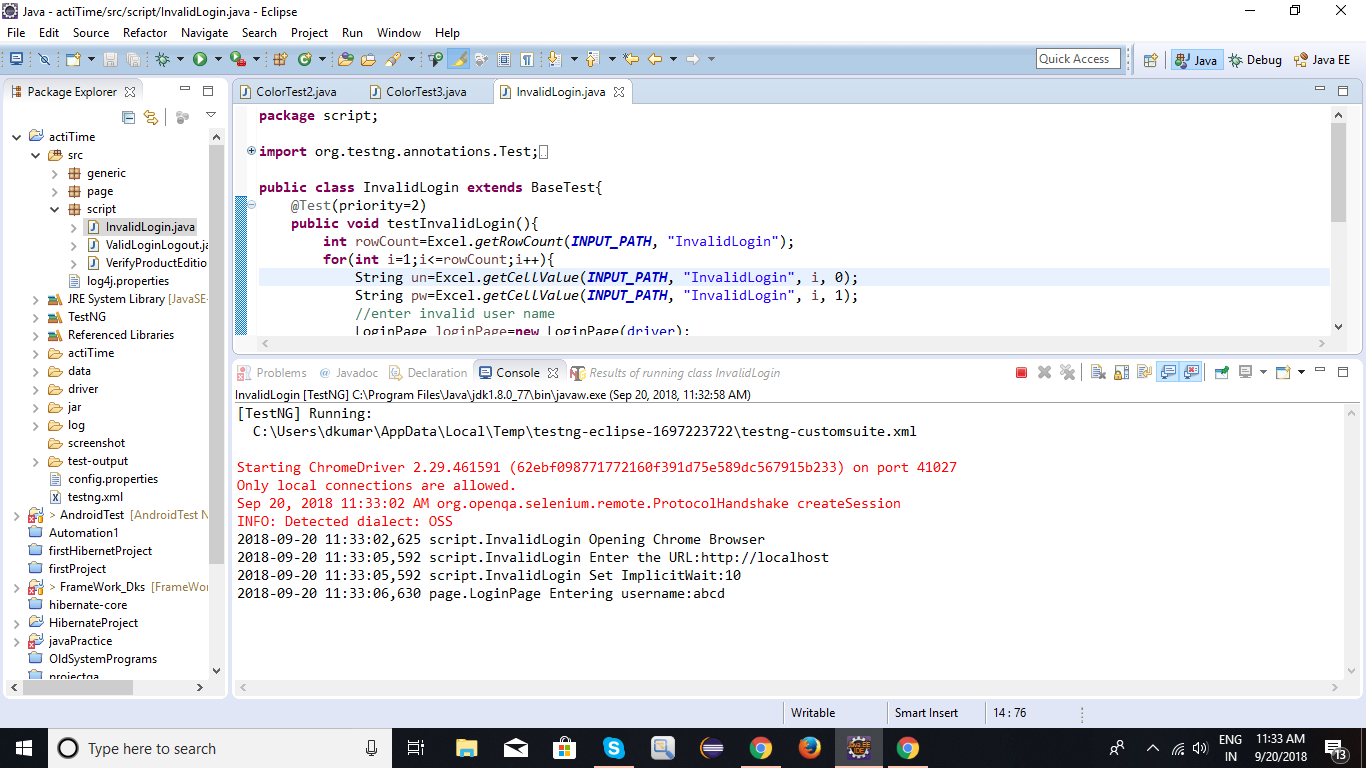 Java - actiTime/src/script/InvalidLogin.java - Eclipse
File Edit Source Refactor Navigate Search Project Run Window Help
Quick Access
Java
Debug
Java EE
Package Explorer
actiTime
src
generic
page
script
InvalidLogin.java
ValidLoginLogout.ja
VerifyProductEditio
log4j.properties
JRE System Library [JavaSE-
TestNG
Referenced Libraries
actiTime
data
driver
jar
log
screenshot
test-output
config.properties
testng.xml
> AndroidTest [AndroidTest N
Automation1
firstHibernetProject
firstProject
> FrameWork_Dks [FrameWor
hibernate-core
HibernateProject
javaPractice
OldSystemPrograms
projectqa
ColorTest2.java
ColorTest3.java
InvalidLogin.java
package script;
import org.testng.annotations.Test;
public class InvalidLogin extends BaseTest{
@Test(priority=2)
public void testInvalidLogin(){
int rowCount=Excel.getRowCount(INPUT_PATH, "InvalidLogin");
for(int i=1;i<=rowCount;i++){
String un=Excel.getCellValue(INPUT_PATH, "InvalidLogin", i, 0);
String pw=Excel.getCellValue(INPUT_PATH, "InvalidLogin", i, 1);
//enter invalid user name
LoginPage loginPage=new LoginPage(driver);
Problems
@ Javadoc
Declaration
Console
Results of running class InvalidLogin
InvalidLogin [TestNG] C:\Program Files\Java\jdk1.8.0_77\bin\javaw.exe (Sep 20, 2018, 11:32:58 AM)
[TestNG] Running:
C:\Users\dkumar\AppData\Local\Temp\testng-eclipse-1697223722\testng-customsuite.xml
Starting ChromeDriver 2.29.461591 (62ebf098771772160f391d75e589dc567915b233) on port 41027
Only local connections are allowed.
Sep 20, 2018 11:33:02 AM org.openqa.selenium.remote.ProtocolHandshake createSession
INFO: Detected dialect: OSS
2018-09-20 11:33:02,625 script.InvalidLogin Opening Chrome Browser
2018-09-20 11:33:05,592 script.InvalidLogin Enter the URL:http://localhost
2018-09-20 11:33:05,592 script.InvalidLogin Set ImplicitWait:10
2018-09-20 11:33:06,630 page.LoginPage Entering username:abcd
Writable
Smart Insert
14 : 76
Type here to search
ENG
IN
11:33 AM
9/20/2018
13